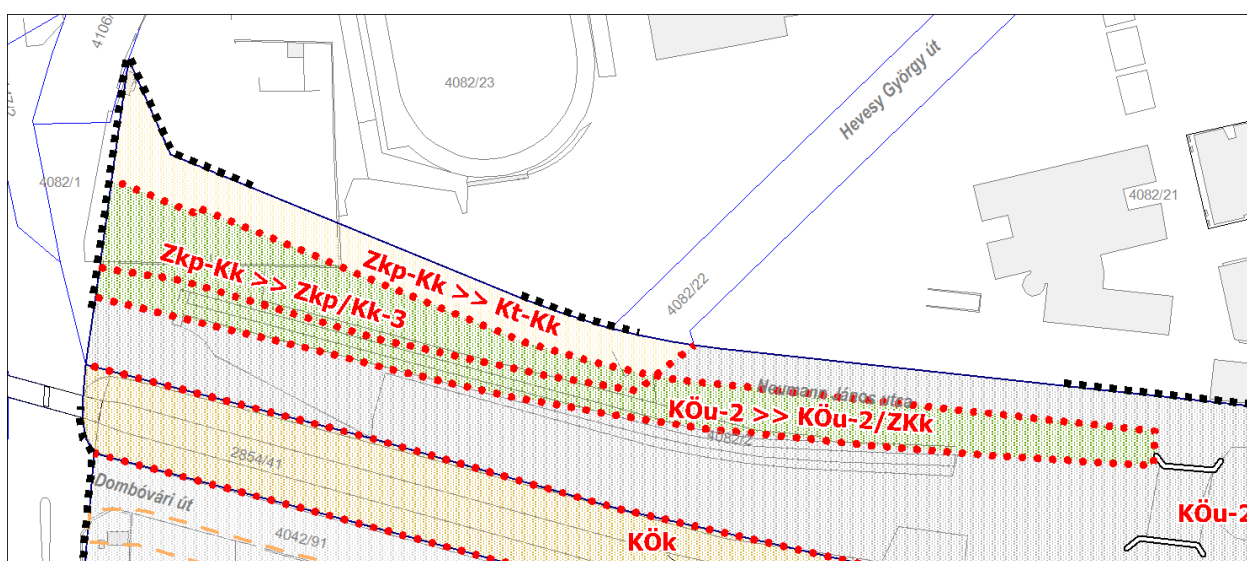 4106/
4082/23
Hevesy György út
4082/1
4082/21
Zkp-Kk >> Kt-Kk
Zkp-Kk >> Zkp/Kk-3
4082/22
Neumann János utca
KÖu-2 >> KÖu-2/ZKk
4082/2
2854/41
Dombóvári út
KÖu-2
4042/91
KÖk